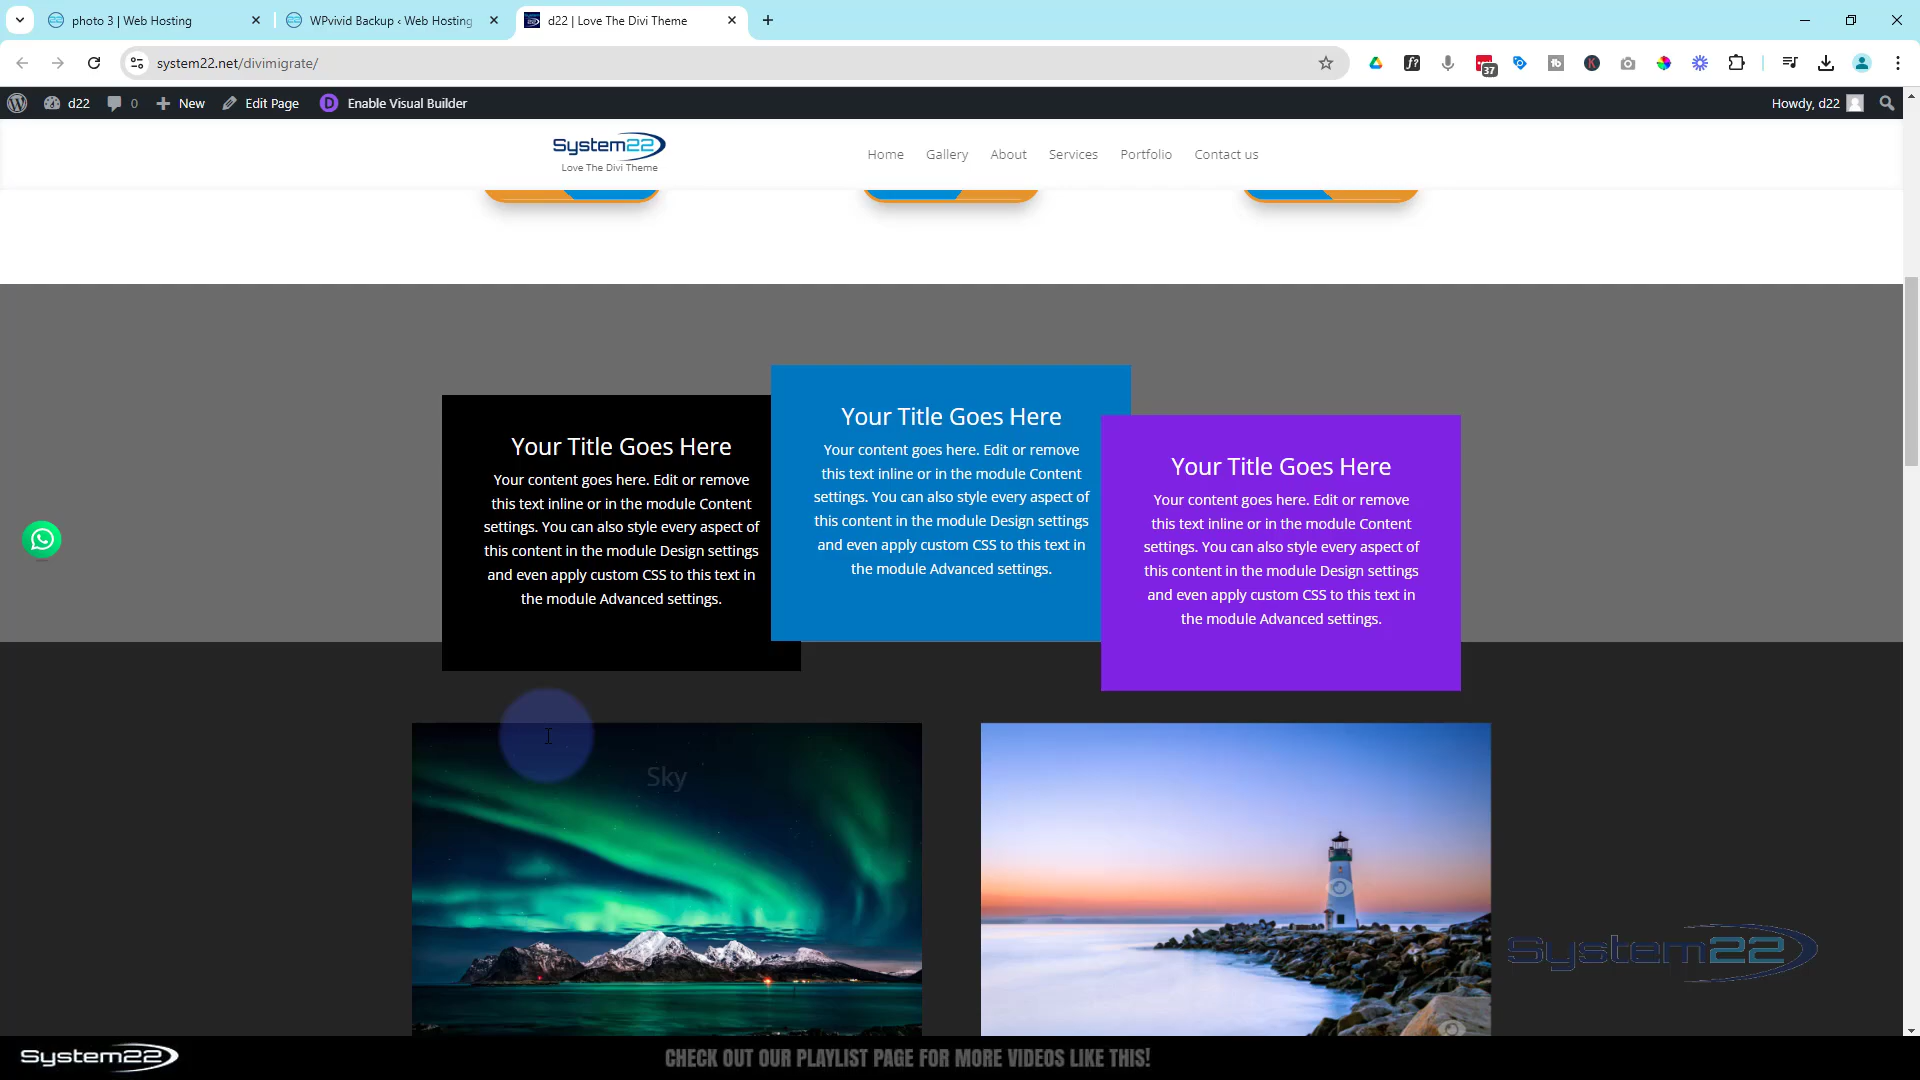 photo 3 | Web Hosting
WPvivid Backup ‹ Web Hosting
d22 | Love The Divi Theme
system22.net/divimigrate/
37
d22
0
New
Edit Page
D
Enable Visual Builder
Howdy, d22
System22
Love The Divi Theme
Home
Gallery
About
Services
Portfolio
Contact us
Your Title Goes Here
Your content goes here. Edit or remove
this text inline or in the module Content
settings. You can also style every aspect of
this content in the module Design settings
and even apply custom CSS to this text in
the module Advanced settings.
Your Title Goes Here
Your content goes here. Edit or remove
this text inline or in the module Content
settings. You can also style every aspect of
this content in the module Design settings
and even apply custom CSS to this text in
the module Advanced settings.
Your Title Goes Here
Your content goes here. Edit or remove
this text inline or in the module Content
settings. You can also style every aspect of
this content in the module Design settings
and even apply custom CSS to this text in
the module Advanced settings.
Sky
System22
System22
CHECK OUT OUR PLAYLIST PAGE FOR MORE VIDEOS LIKE THIS!